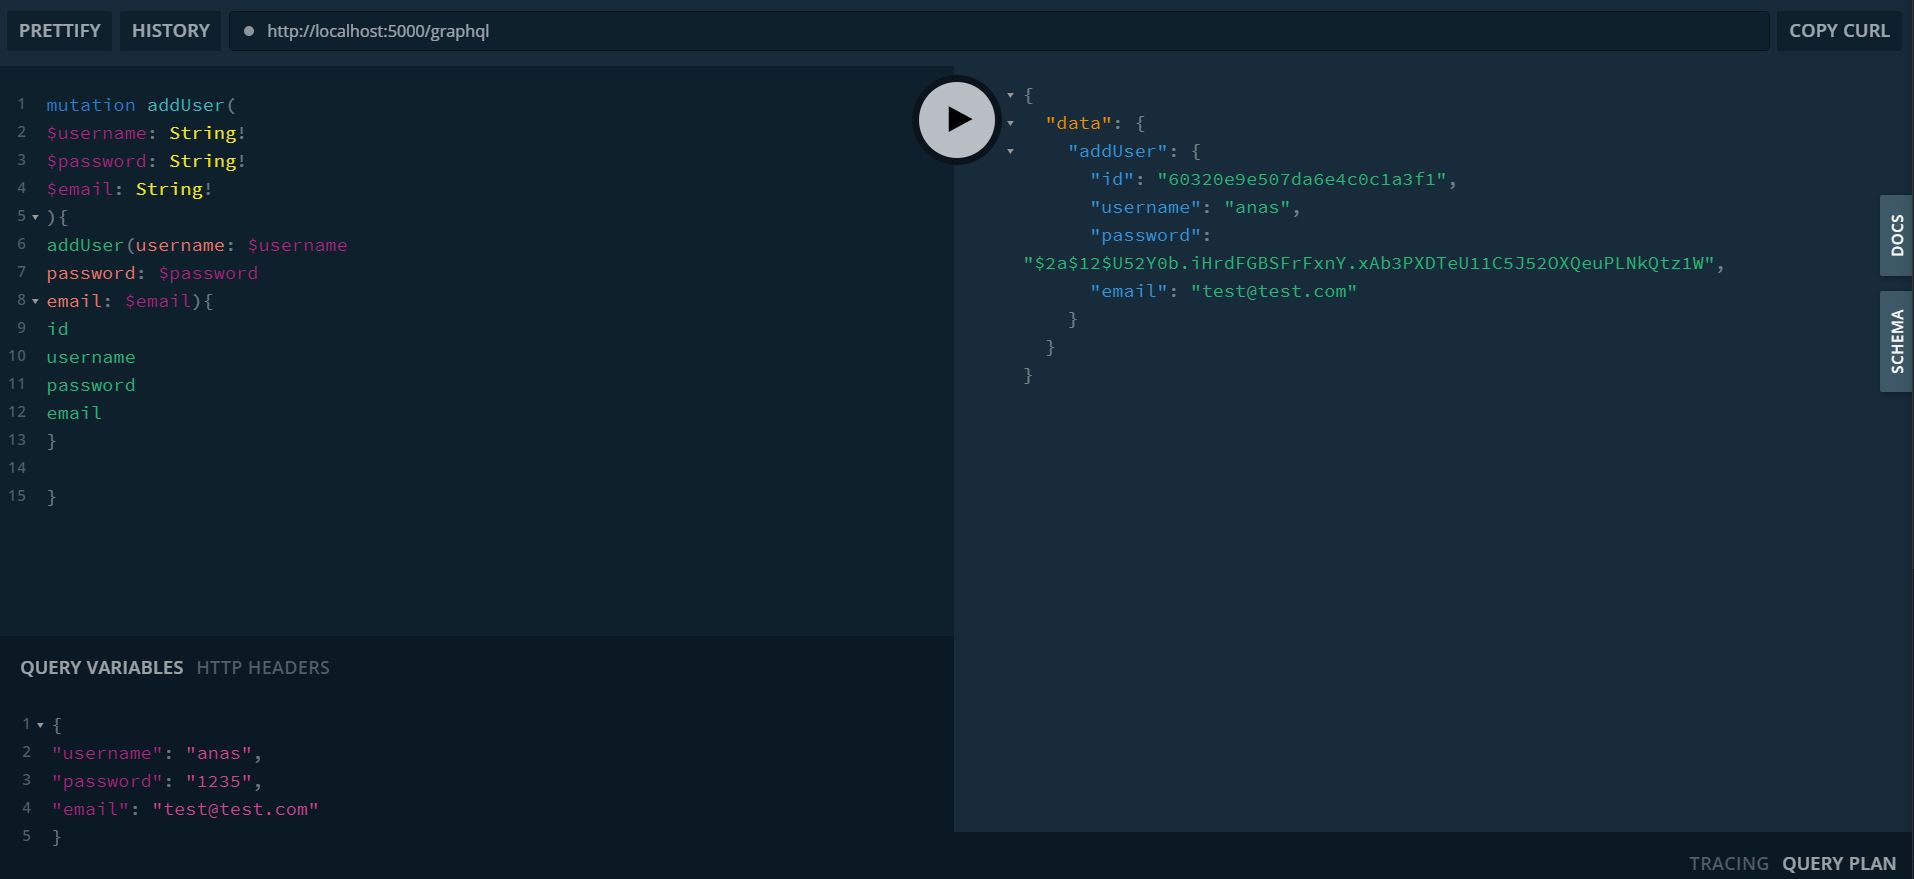 PRETTIFY HISTORY http://localhost:5000/graphql COPY CURL
1 mutation addUser(
2 $username: String!
3 $password: String!
4 $email: String!
5 ){
6 addUser(username: $username
7 password: $password
8 email: $email){
9 id
10 username
11 password
12 email
13 }
14
15 }
{
"data": {
"addUser": {
"id": "60320e9e507da6e4c0c1a3f1",
"username": "anas",
"password":
"$2a$12$U52Y0b.iHrdFGBSFrFxnY.xAb3PXDTeU11C5J52OXQeuPLNkQtz1W",
"email": "test@test.com"
}
}
}
DOCS
SCHEMA
QUERY VARIABLES HTTP HEADERS
1 {
2 "username": "anas",
3 "password": "1235",
4 "email": "test@test.com"
5 }
TRACING QUERY PLAN